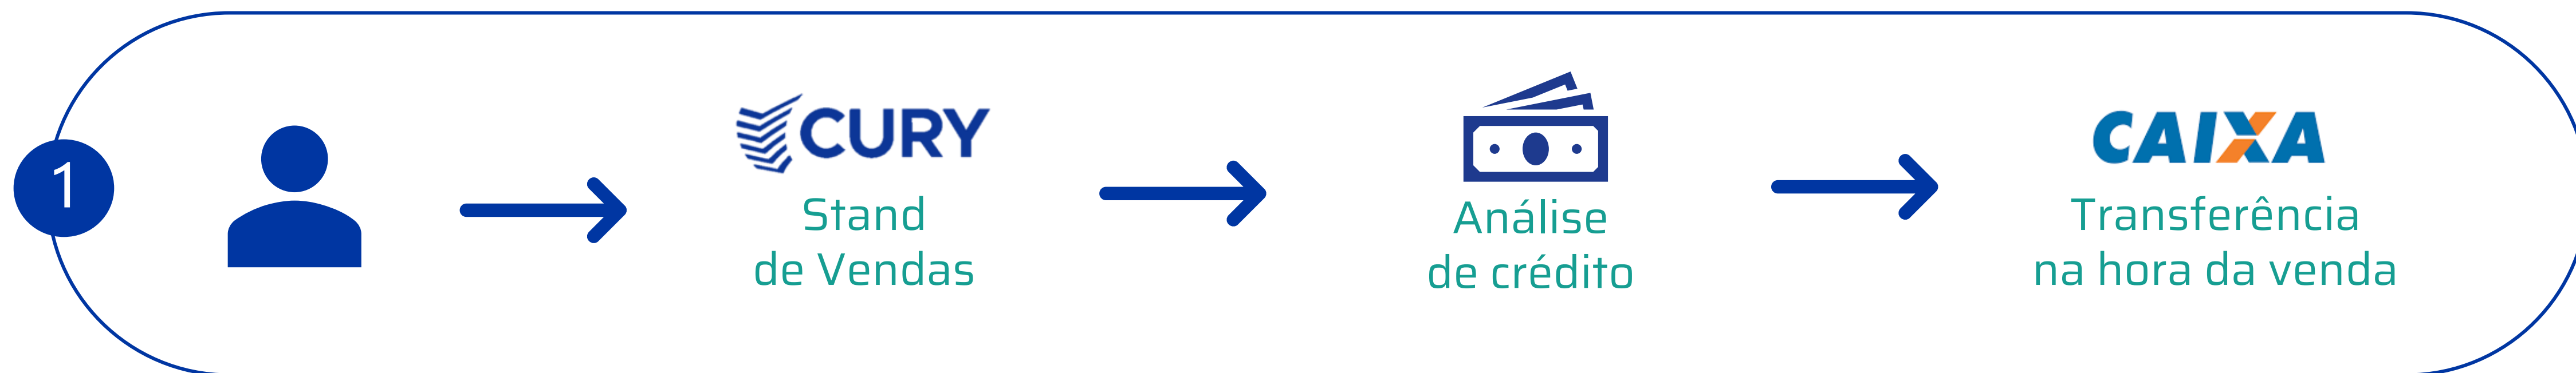 1
CURY
Stand
de Vendas
Análise
de crédito
CAIXA
Transferência
na hora da venda